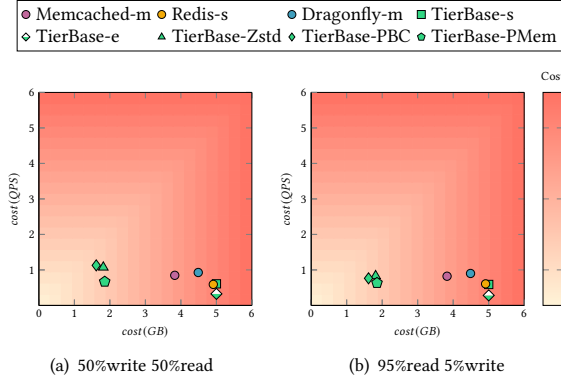 Memcached-m Redis-s Dragonfly-m TierBase-s
TierBase-e TierBase-Zstd TierBase-PBC TierBase-PMem
Cos
6 6
5 5
4 4
3 3
2 2
1 1
cost(QPS) cost(QPS)
0 1 2 3 4 5 6 0 1 2 3 4 5 6
cost(GB) cost(GB)
(a) 50%write 50%read (b) 95%read 5%write